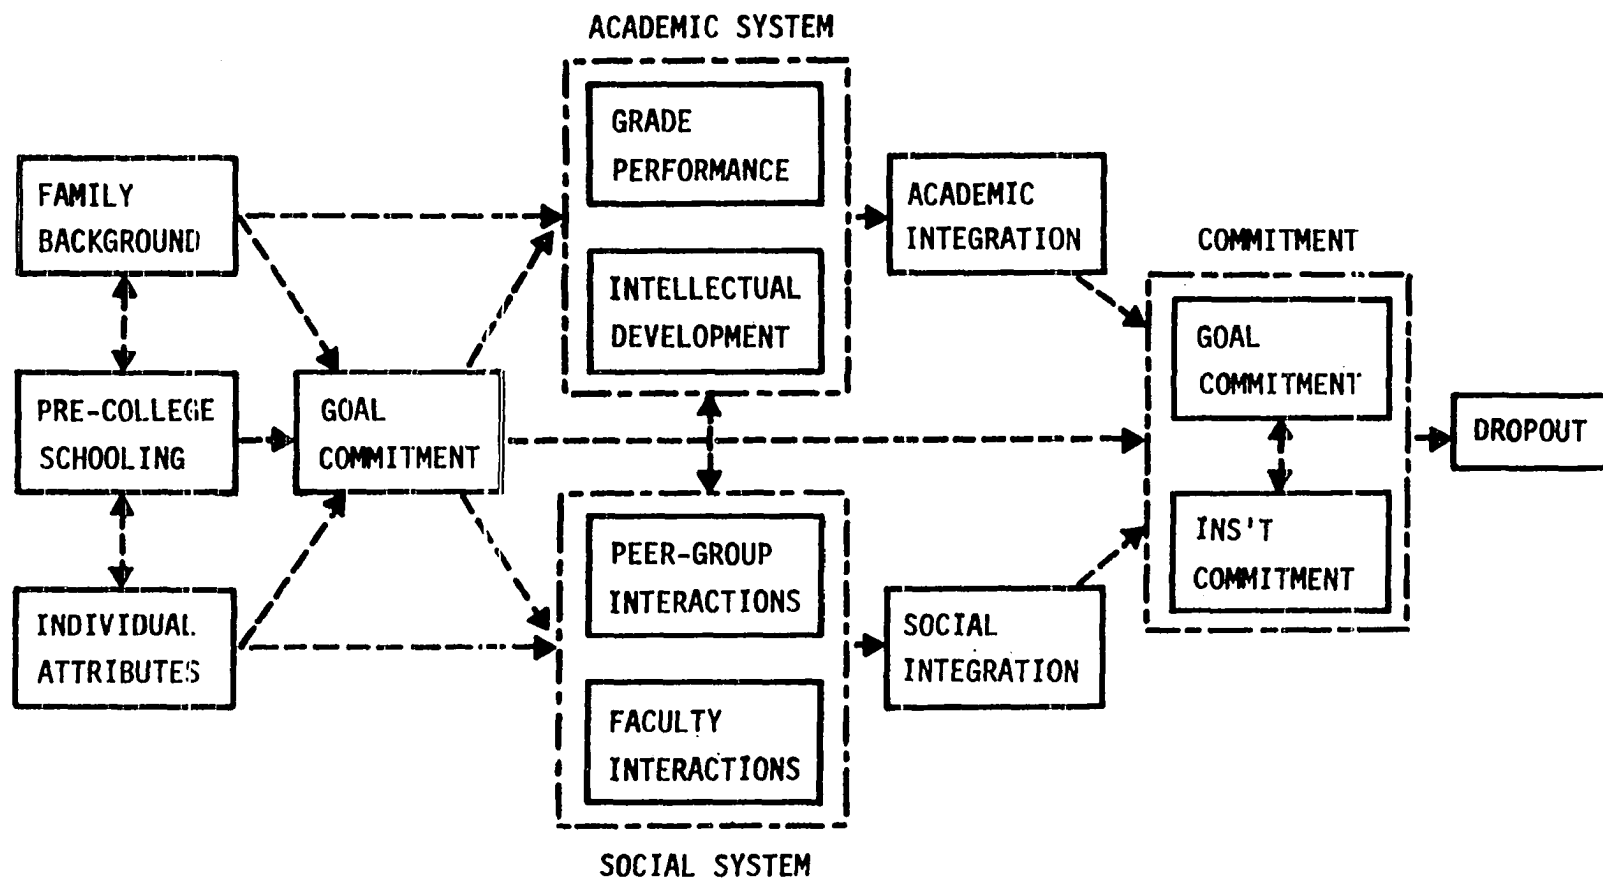 ACADEMIC SYSTEM
GRADE
PERFORMANCE
FAMILY
BACKGROUND
ACADEMIC
INTEGRATION
COMMITMENT
INTELLECTUAL
DEVELOPMENT
GOAL
COMMITMENT
PRE-COLLEGE
SCHOOLING
GOAL
COMMITMENT
DROPOUT
PEER-GROUP
INTERACTIONS
INS'T
COMMITMENT
INDIVIDUAL
ATTRIBUTES
SOCIAL
INTEGRATION
FACULTY
INTERACTIONS
SOCIAL SYSTEM